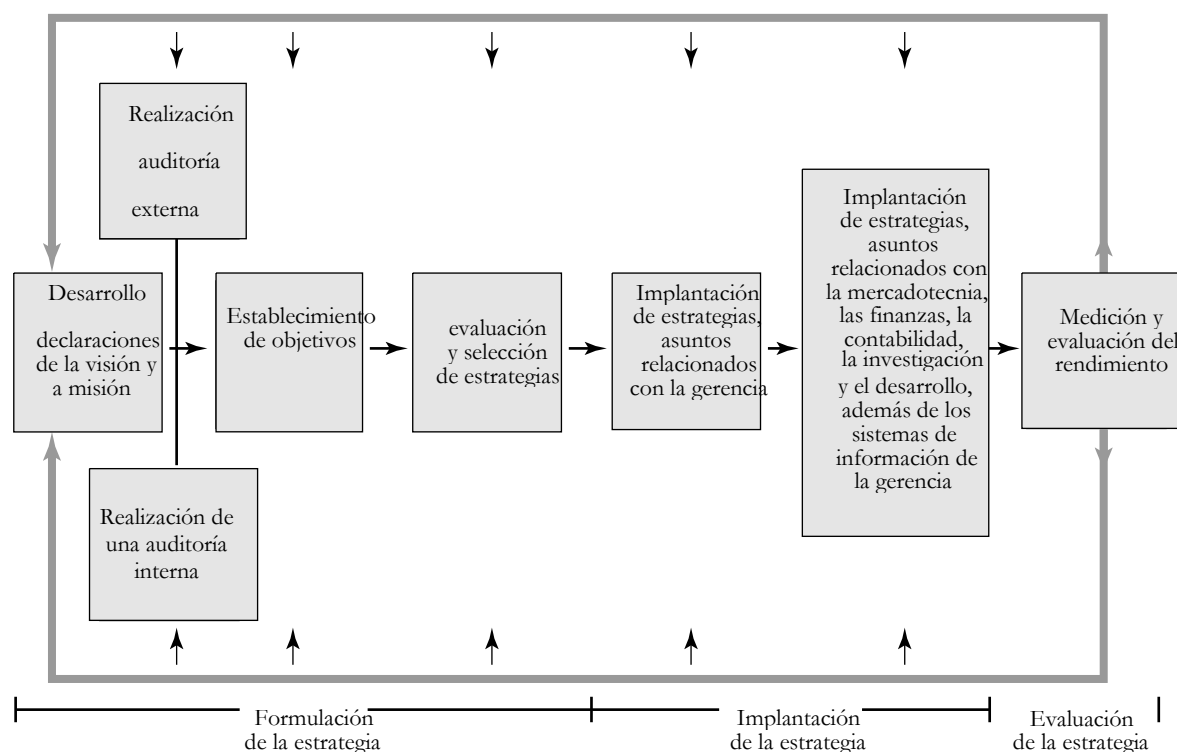 Realización
auditoría
externa
Desarrollo
declaraciones
de la visión y
a misión
Realización de
una auditoría
interna
Establecimiento
de objetivos
evaluación
y selección
de estrategias
Implantación
de estrategias,
asuntos
relacionados
con la gerencia
Implantación
de estrategias,
asuntos
relacionados con
la mercadotecnia,
las finanzas, la
contabilidad,
la investigación
y el desarrollo,
además de los
sistemas de
información de
la gerencia
Medición y
evaluación del
rendimiento
Formulación
de la estrategia
Implantación
de la estrategia
Evaluación
de la estrategia